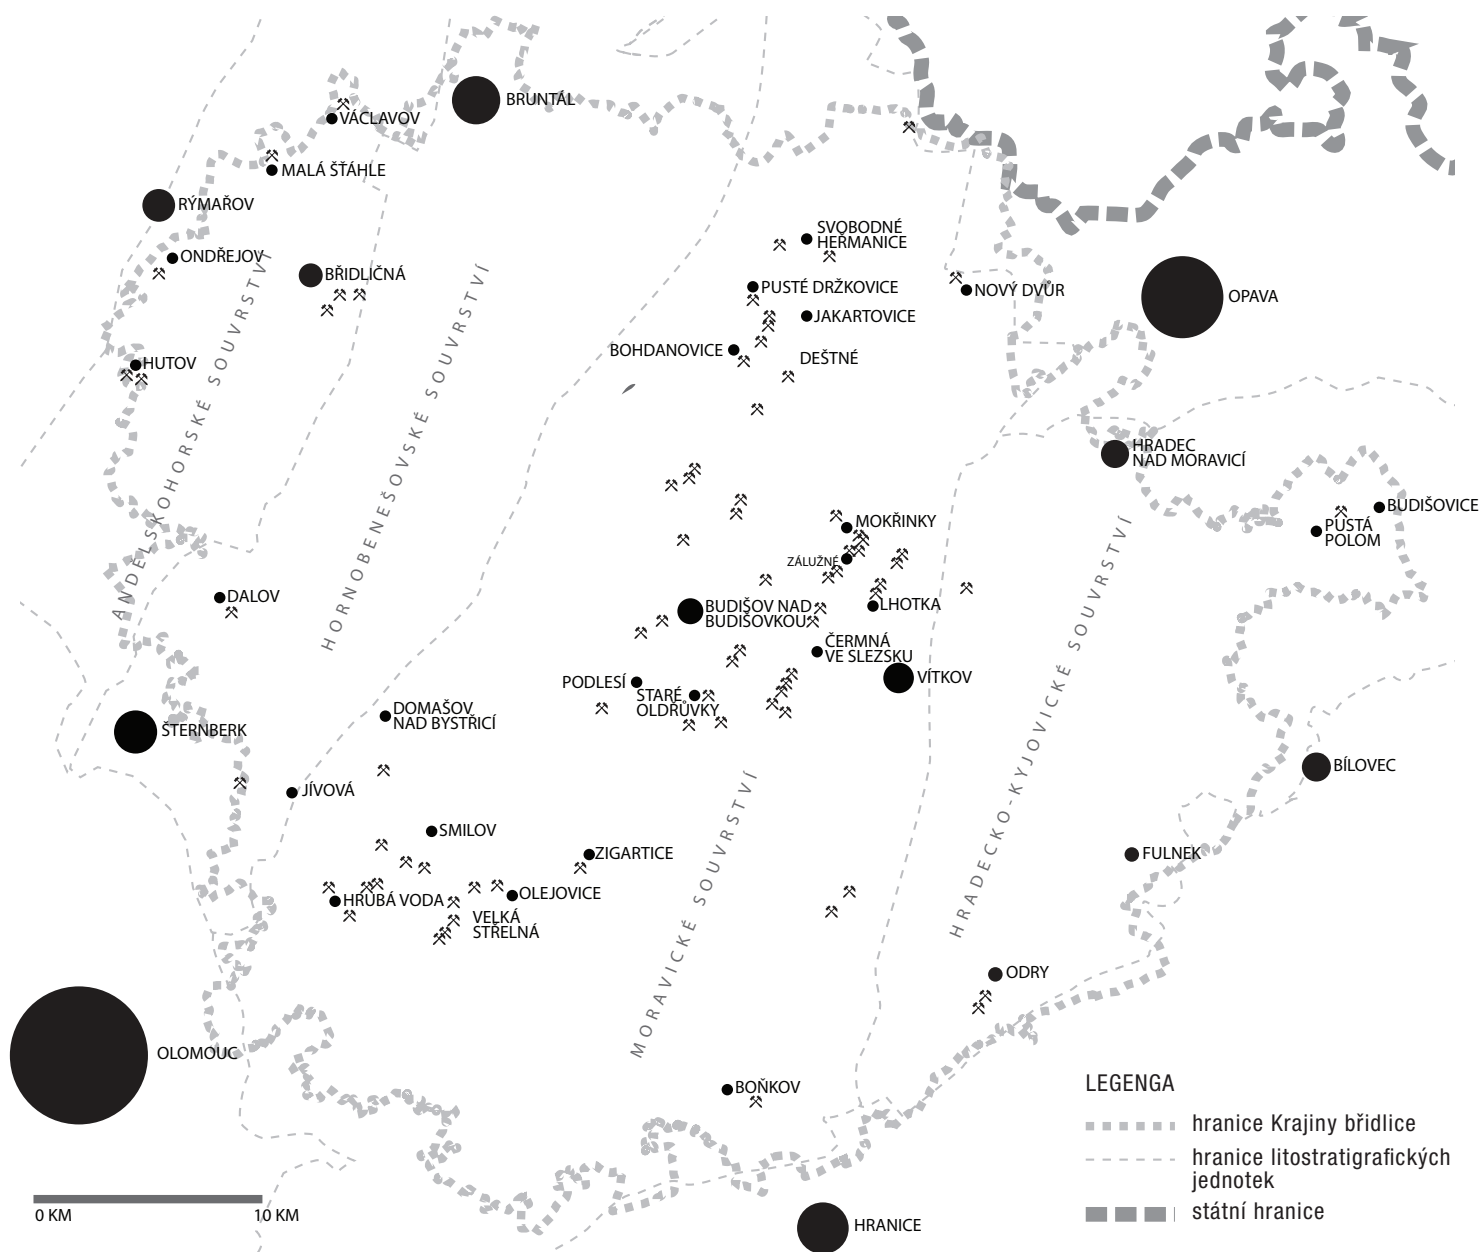 BRUNTÁL
VÁCLAVOV
MALÁ ŠŤÁHLE
RÝMAŘOV
ONDŘEJOV
BŘIDLIČNÁ
SVOBODNÉ
HEŘMANICE
PUSTÉ DRŽKOVICE
NOVÝ DVŮR
OPAVA
JAKARTOVICE
BOHDANOVICE
DEŠTNÉ
HUTOV
ANDĚLSKOHORSKÉ SOUVRSTVÍ
HORNOBENEŠOVSKÉ SOUVRSTVÍ
HRADEC
NAD MORAVICÍ
BUDIŠOVICE
PUSTÁ
POLOM
MOKŘINKY
ZÁLUŽNÉ
DALOV
BUDIŠOV NAD
BUDIŠOVKOU
LHOTKA
ČERMNÁ
VE SLEZSKU
VÍTKOV
PODLESÍ
STARÉ
OLDRŮVKY
DOMAŠOV
NAD BYSTŘICÍ
ŠTERNBERK
JÍVOVÁ
BÍLOVEC
SMILOV
ZIGARTICE
FULNEK
HRUBÁ VODA
OLEJOVICE
VELKÁ
STŘELNÁ
MORAVICKÉ SOUVRSTVÍ
HRADECKO-KYJOVICKÉ SOUVRSTVÍ
ODRY
OLOMOUC
BOŇKOV
HRANICE
0 KM
10 KM
LEGENGA
hranice Krajiny břidlice
hranice litostratigrafických
jednotek
státní hranice